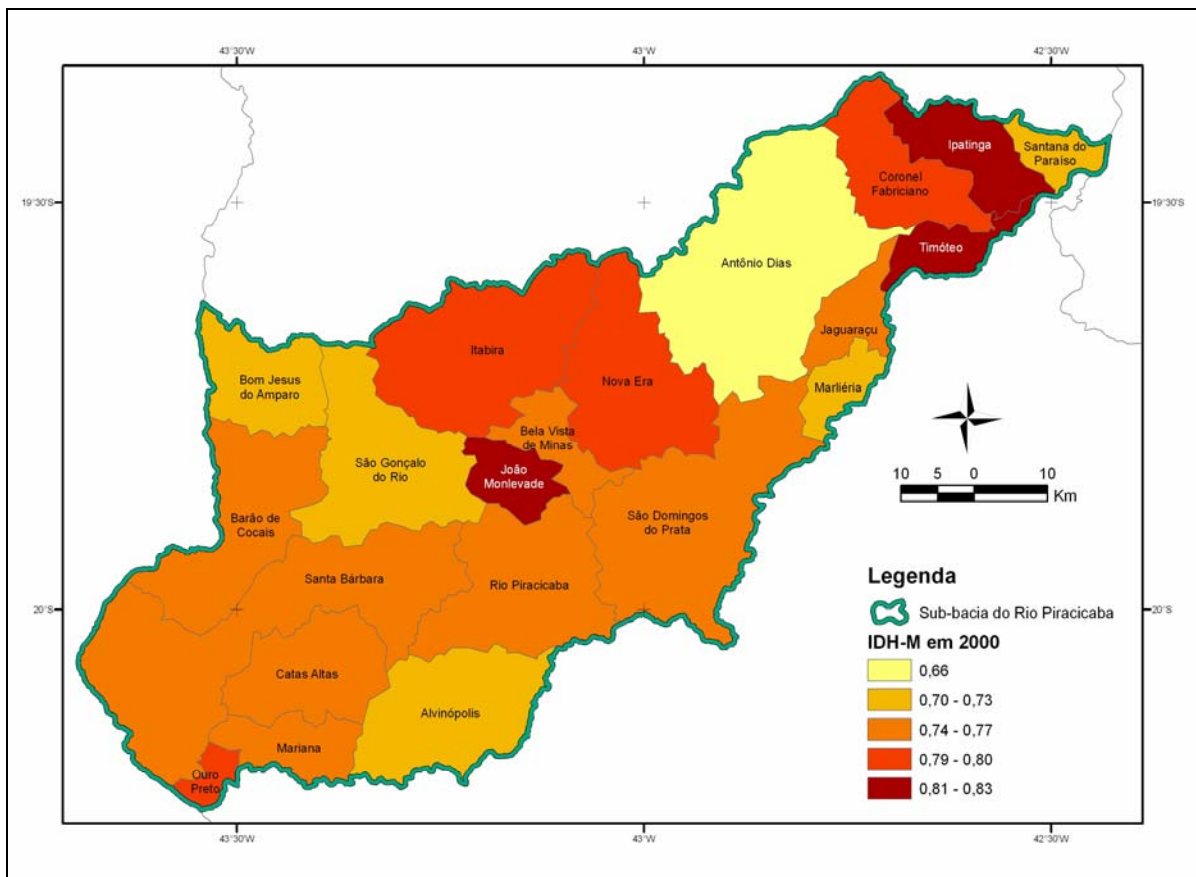 43°30'W
43°W
42°30'W
19°30'S
19°30'S
20°S
20°S
43°30'W
43°W
42°30'W
Ipatinga
Santana do
Paraíso
Coronel
Fabriciano
Timóteo
Antônio Dias
Jaguaraçu
Marliéria
Itabira
Nova Era
Bom Jesus
do Amparo
Bela Vista
de Minas
São Gonçalo
do Rio
João
Monlevade
Barão de
Cocais
São Domingos
do Prata
Santa Bárbara
Rio Piracicaba
Catas Altas
Alvinópolis
Mariana
Ouro
Preto
10 5 0 10
Km
Legenda
Sub-bacia do Rio Piracicaba
IDH-M em 2000
0,66
0,70 - 0,73
0,74 - 0,77
0,79 - 0,80
0,81 - 0,83